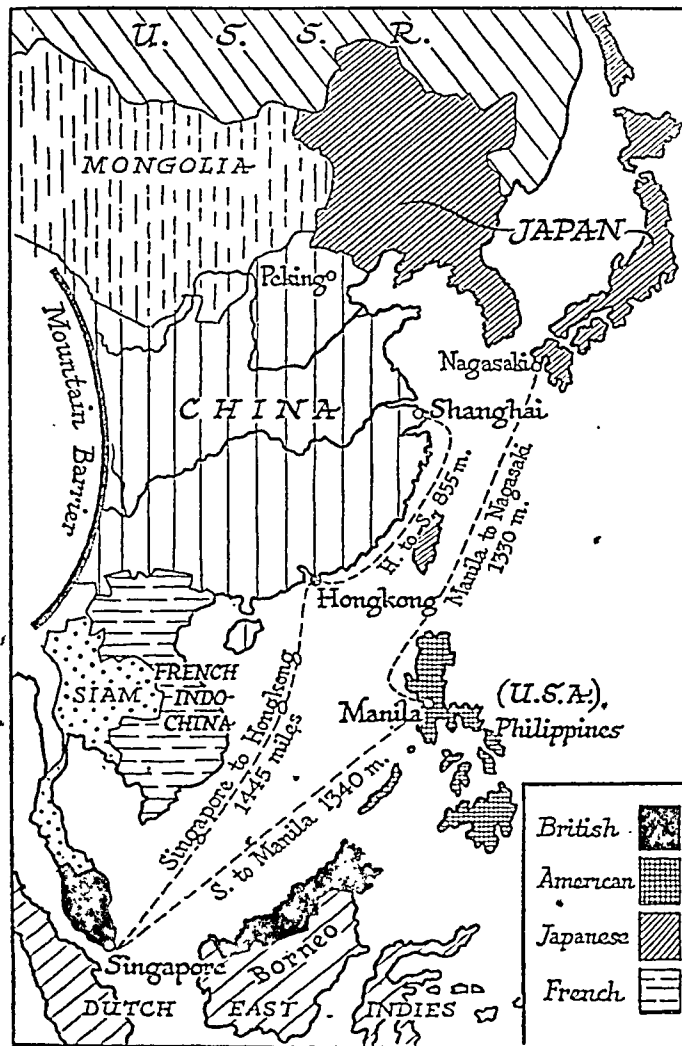 U. S. S. R.
MONGOLIA
JAPAN
Peking
Mountain Barrier
Nagasaki
CHINA
Shanghai
H. to S. 855 m.
Manila to Nagasaki
1330 m.
Hongkong
SIAM
FRENCH
INDO-
CHINA
Singapore to Hongkong
1445 miles
Manila
(U.S.A).
Philippines
S. to Manila 1340 m.
British
American
Japanese
French
Singapore
Borneo
DUTCH EAST INDIES